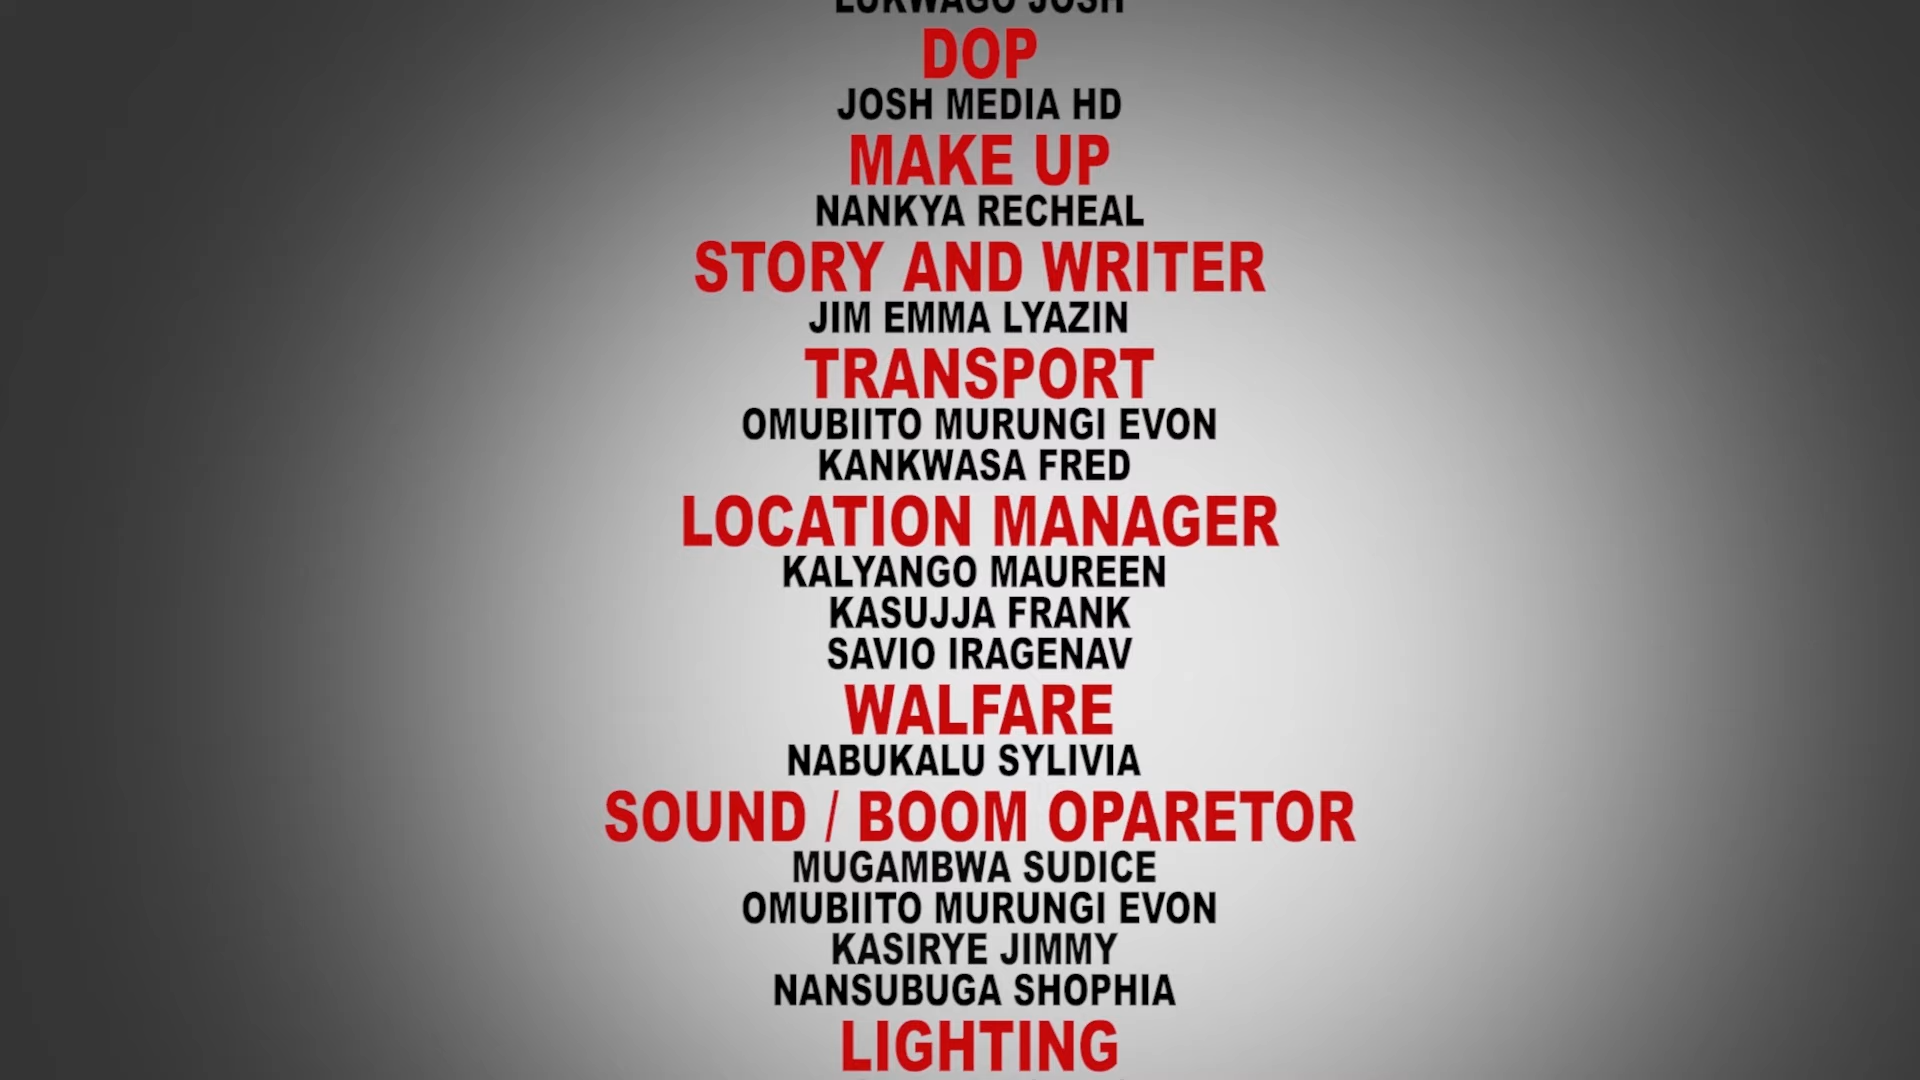 LUKWAGO JOSH
DOP
JOSH MEDIA HD
MAKE UP
NANKYA RECHEAL
STORY AND WRITER
JIM EMMA LYAZIN
TRANSPORT
OMUBIITO MURUNGI EVON
KANKWASA FRED
LOCATION MANAGER
KALYANGO MAUREEN
KASUJJA FRANK
SAVIO IRAGENAV
WALFARE
NABUKALU SYLIVIA
SOUND / BOOM OPARETOR
MUGAMBWA SUDICE
OMUBIITO MURUNGI EVON
KASIRYE JIMMY
NANSUBUGA SHOPHIA
LIGHTING